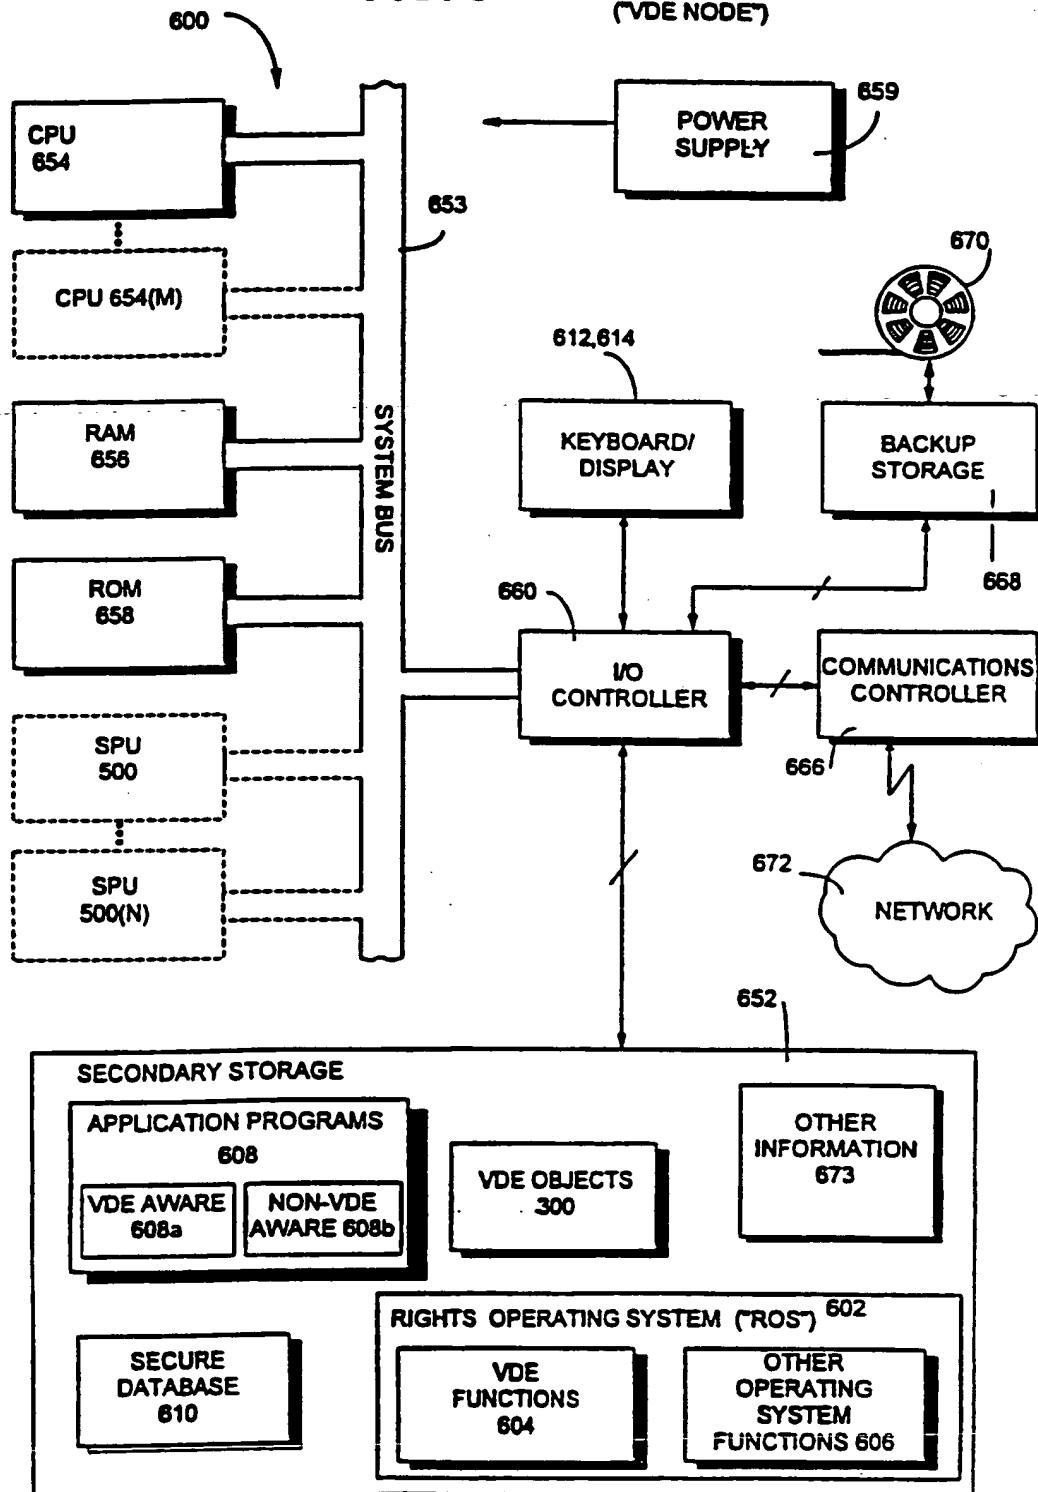 ("VDE NODE")
600
CPU
654
CPU 654(M)
RAM
656
ROM
658
SPU
500
SPU
500(N)
SYSTEM BUS
653
POWER
SUPPLY
659
670
612,614
KEYBOARD/
DISPLAY
BACKUP
STORAGE
668
660
I/O
CONTROLLER
COMMUNICATIONS
CONTROLLER
666
672
NETWORK
652
SECONDARY STORAGE
APPLICATION PROGRAMS
608
VDE AWARE
608a
NON-VDE
AWARE 608b
VDE OBJECTS
300
OTHER
INFORMATION
673
SECURE
DATABASE
610
RIGHTS OPERATING SYSTEM ("ROS") 602
VDE
FUNCTIONS
604
OTHER
OPERATING
SYSTEM
FUNCTIONS 606